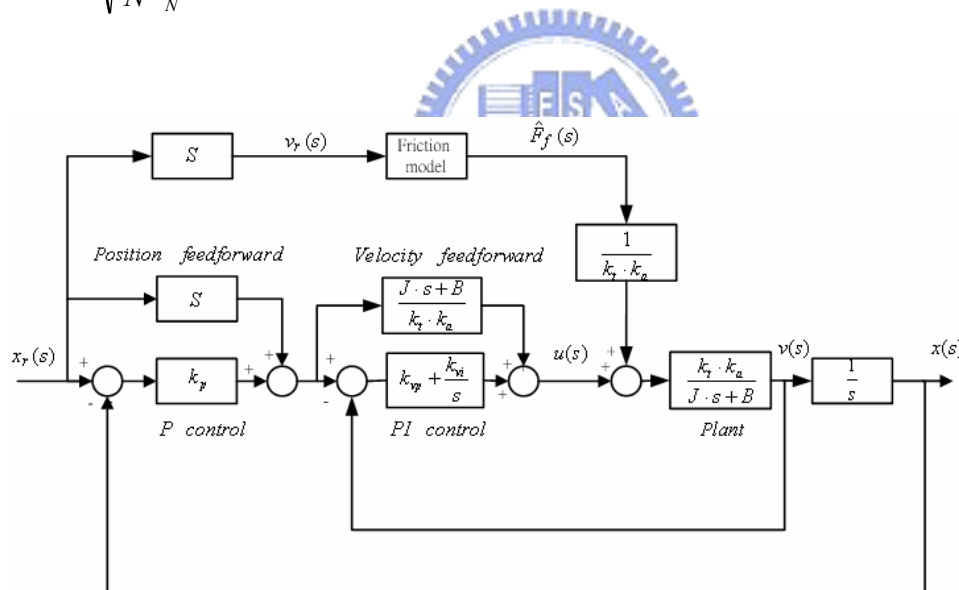 √ N N
E S A
S
v_r(s)
Friction
model
F̂_f(s)
1
k_t · k_a
Position feedforward
Velocity feedforward
S
J · s + B
k_t · k_a
x_r(s)
+
-
k_p
+
+
+
-
k_vp + k_vi
s
+
+
u(s)
+
+
k_t · k_a
J · s + B
v(s)
1
s
x(s)
P control
PI control
Plant